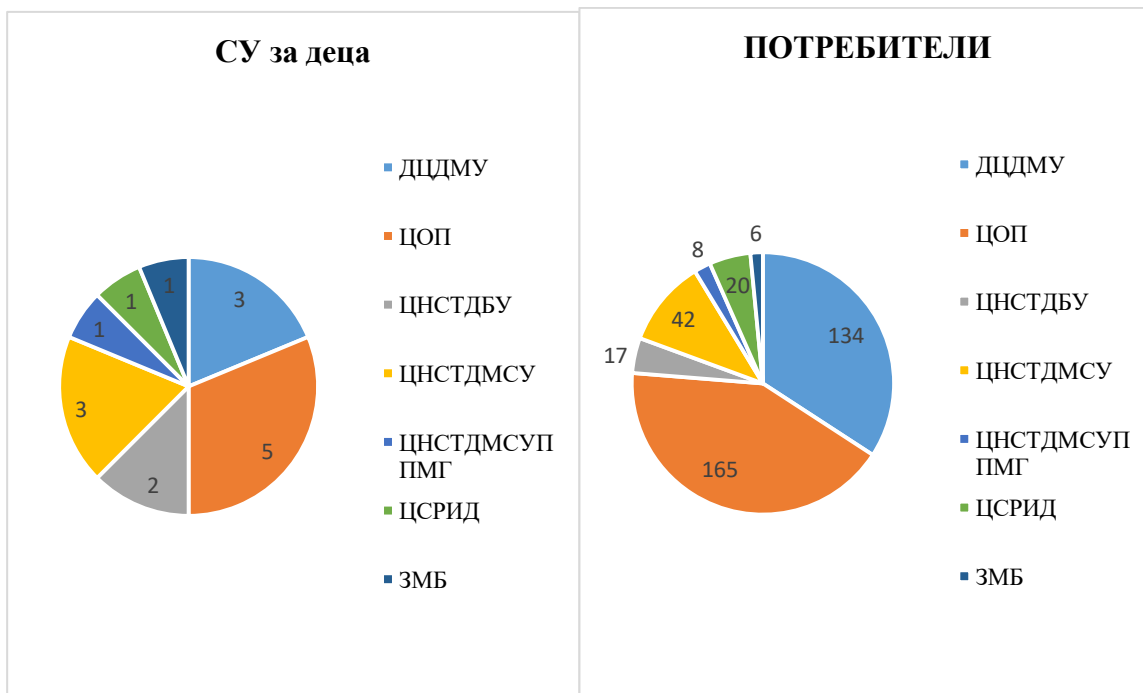 СУ за деца
3
5
2
3
1
1
1
ДЦДМУ
ЦОП
ЦНСТДБУ
ЦНСТДМСУ
ЦНСТДМСУП
ПМГ
ЦСРИД
ЗМБ
ПОТРЕБИТЕЛИ
134
165
17
42
8
20
6
ДЦДМУ
ЦОП
ЦНСТДБУ
ЦНСТДМСУ
ЦНСТДМСУП
ПМГ
ЦСРИД
ЗМБ